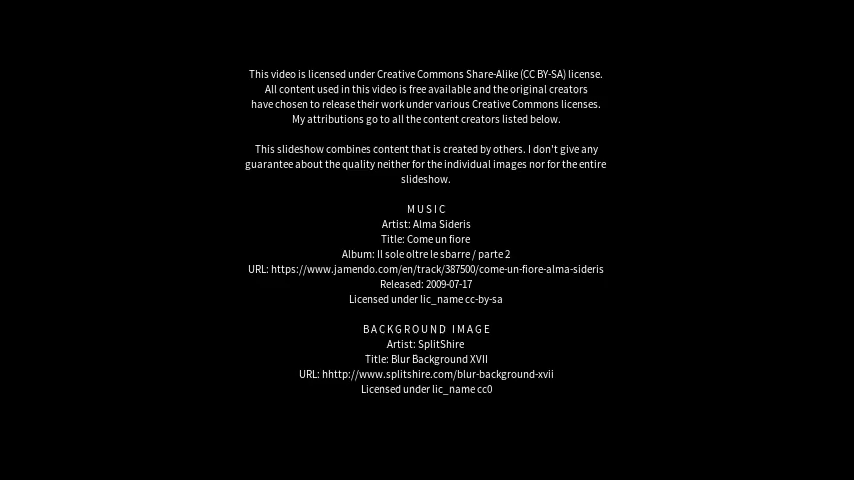 This video is licensed under Creative Commons Share-Alike (CC BY-SA) license.
All content used in this video is free available and the original creators
have chosen to release their work under various Creative Commons licenses.
My attributions go to all the content creators listed below.
This slideshow combines content that is created by others. I don't give any
guarantee about the quality neither for the individual images nor for the entire
slideshow.
MUSIC
Artist: Alma Sideris
Title: Come un fiore
Album: Il sole oltre le sbarre / parte 2
URL: https://www.jamendo.com/en/track/387500/come-un-fiore-alma-sideris
Released: 2009-07-17
Licensed under lic_name cc-by-sa
BACKGROUND IMAGE
Artist: SplitShire
Title: Blur Background XVII
URL: hhttp://www.splitshire.com/blur-background-xvii
Licensed under lic_name cc0